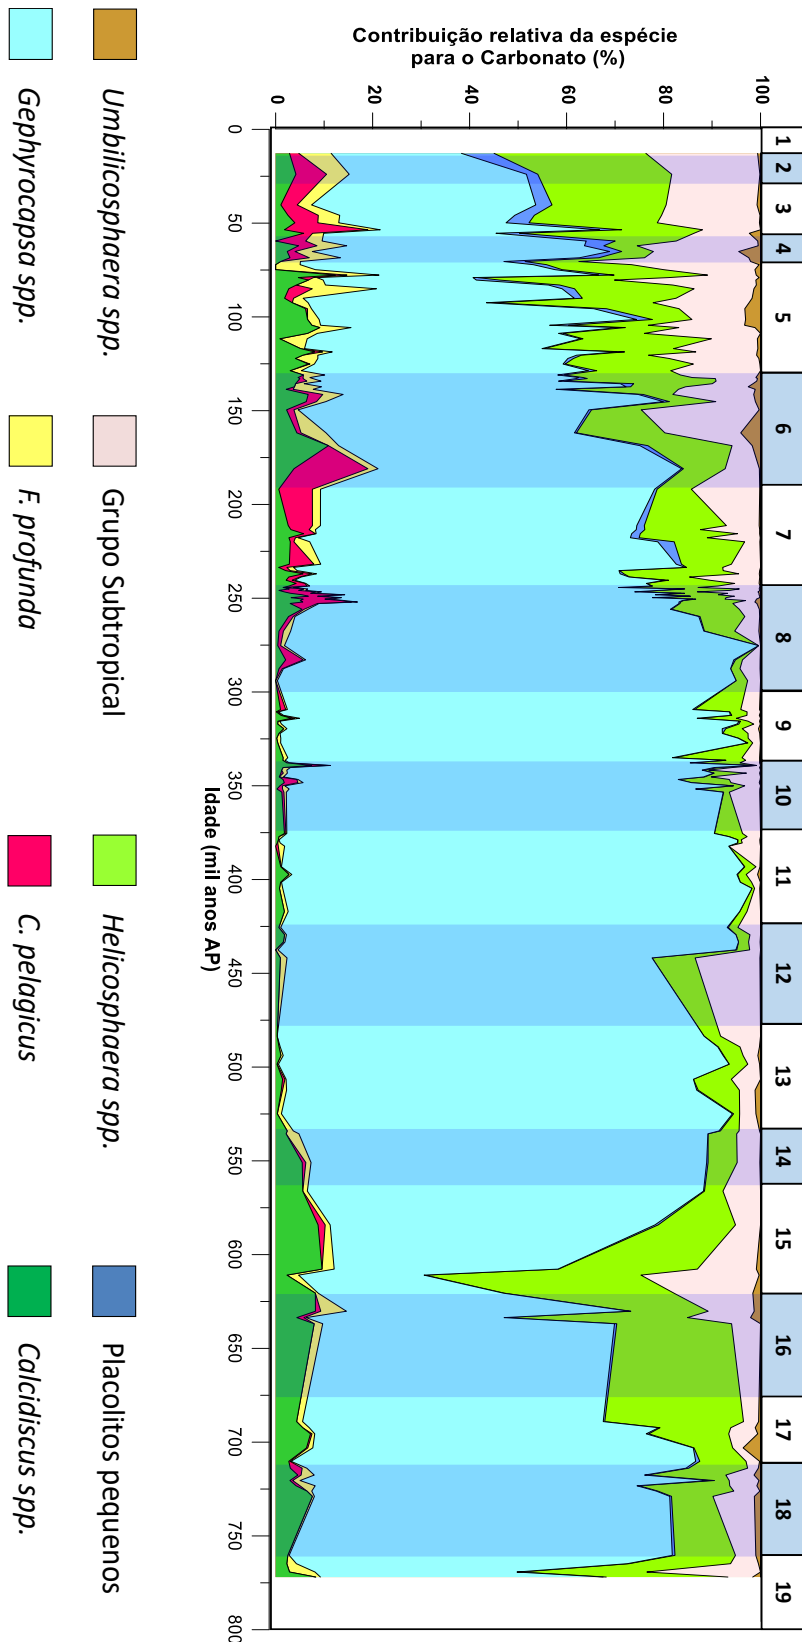 Contribuição relativa da espécie
para o Carbonato (%)
0 20 40 60 80 100
1 2 3 4 5 6 7 8 9 10 11 12 13 14 15 16 17 18 19
0 50 100 150 200 250 300 350 400 450 500 550 600 650 700 750 800
Idade (mil anos AP)
Umbilicosphaera spp.
Grupo Subtropical
Helicosphaera spp.
Placolitos pequenos
Gephyrocapsa spp.
F. profunda
C. pelagicus
Calcidiscus spp.